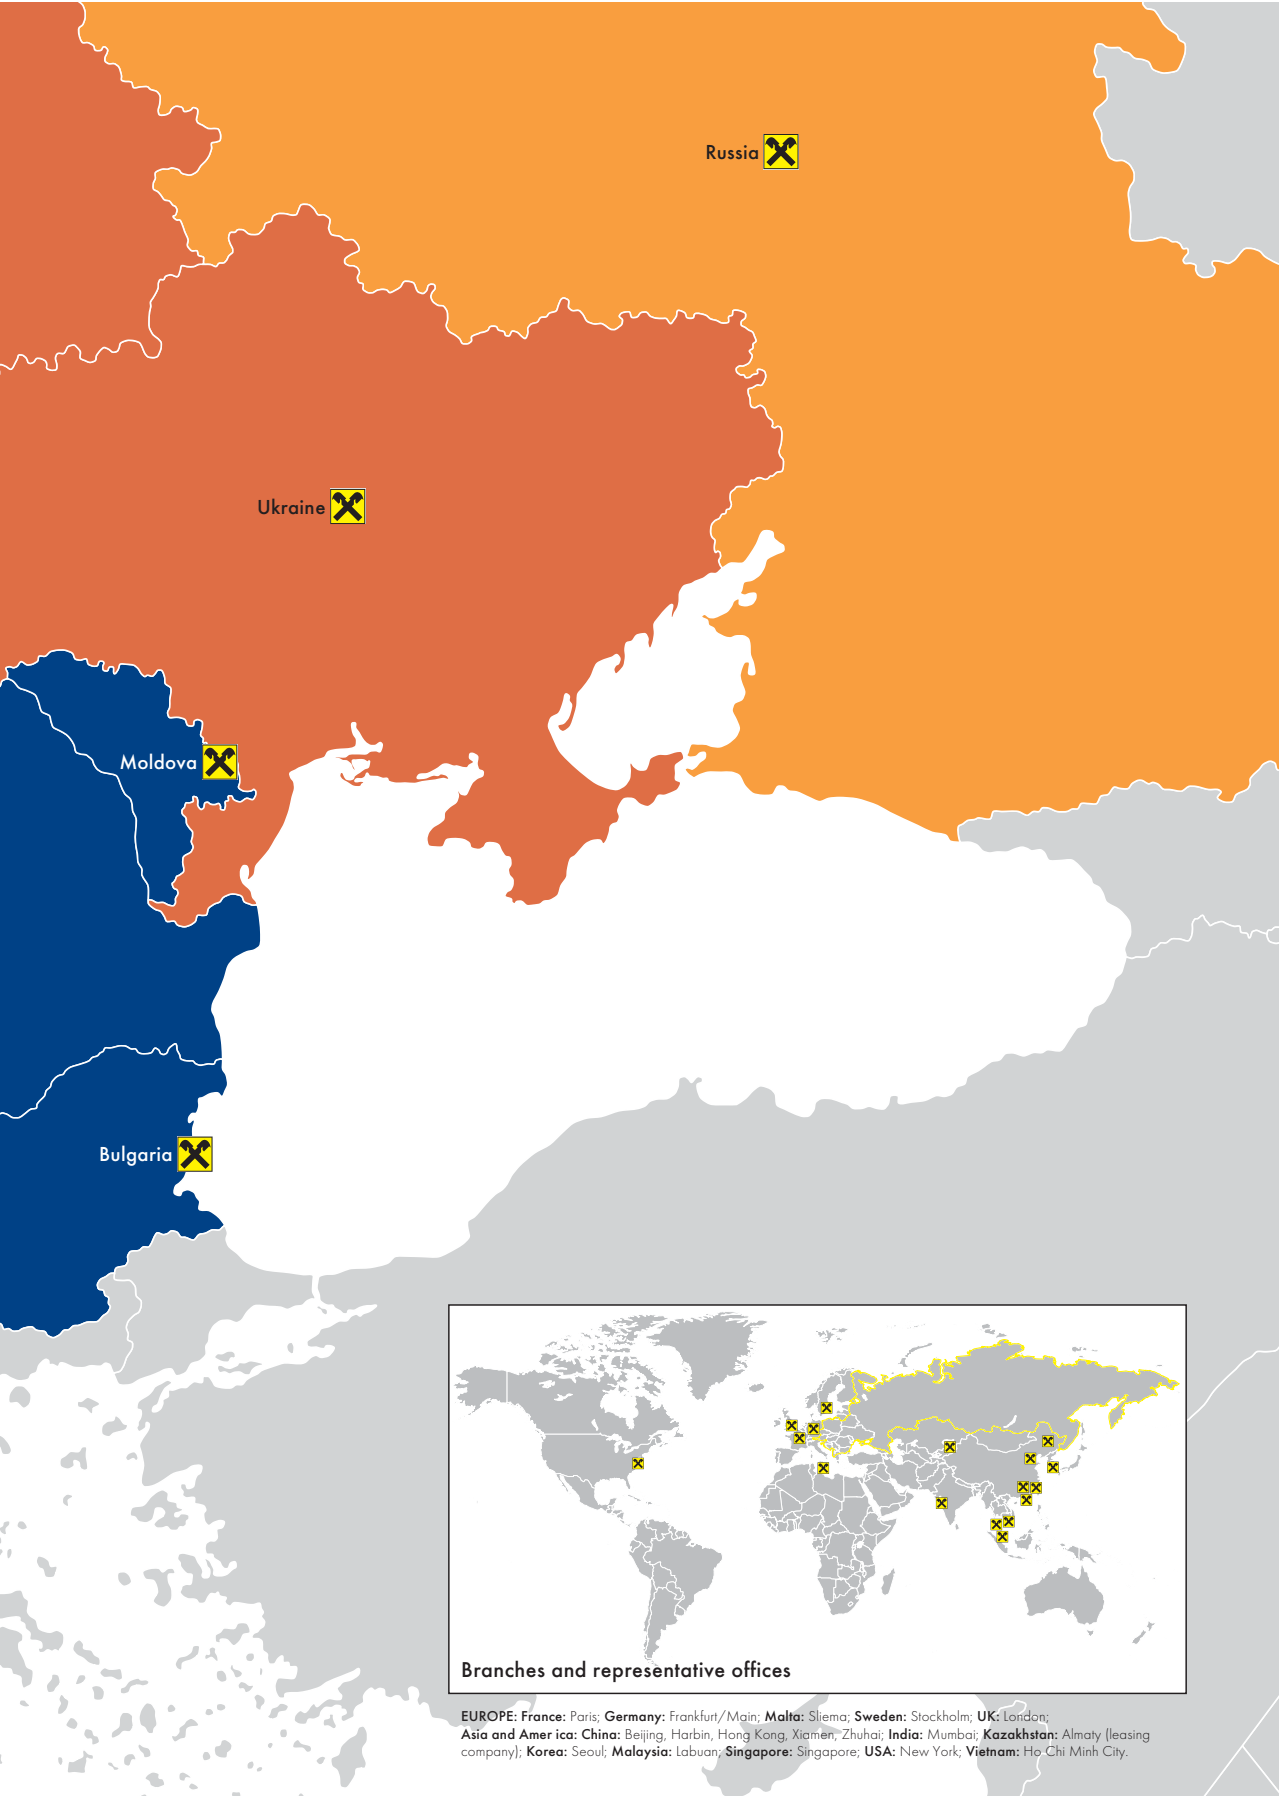 Russia
Ukraine
Moldova
Bulgaria
Branches and representative offices
EUROPE: France: Paris; Germany: Frankfurt/Main; Malta: Sliema; Sweden: Stockholm; UK: London;
Asia and Amer ica: China: Beijing, Harbin, Hong Kong, Xiamen, Zhuhai; India: Mumbai; Kazakhstan: Almaty (leasing
company); Korea: Seoul; Malaysia: Labuan; Singapore: Singapore; USA: New York; Vietnam: Ho Chi Minh City.